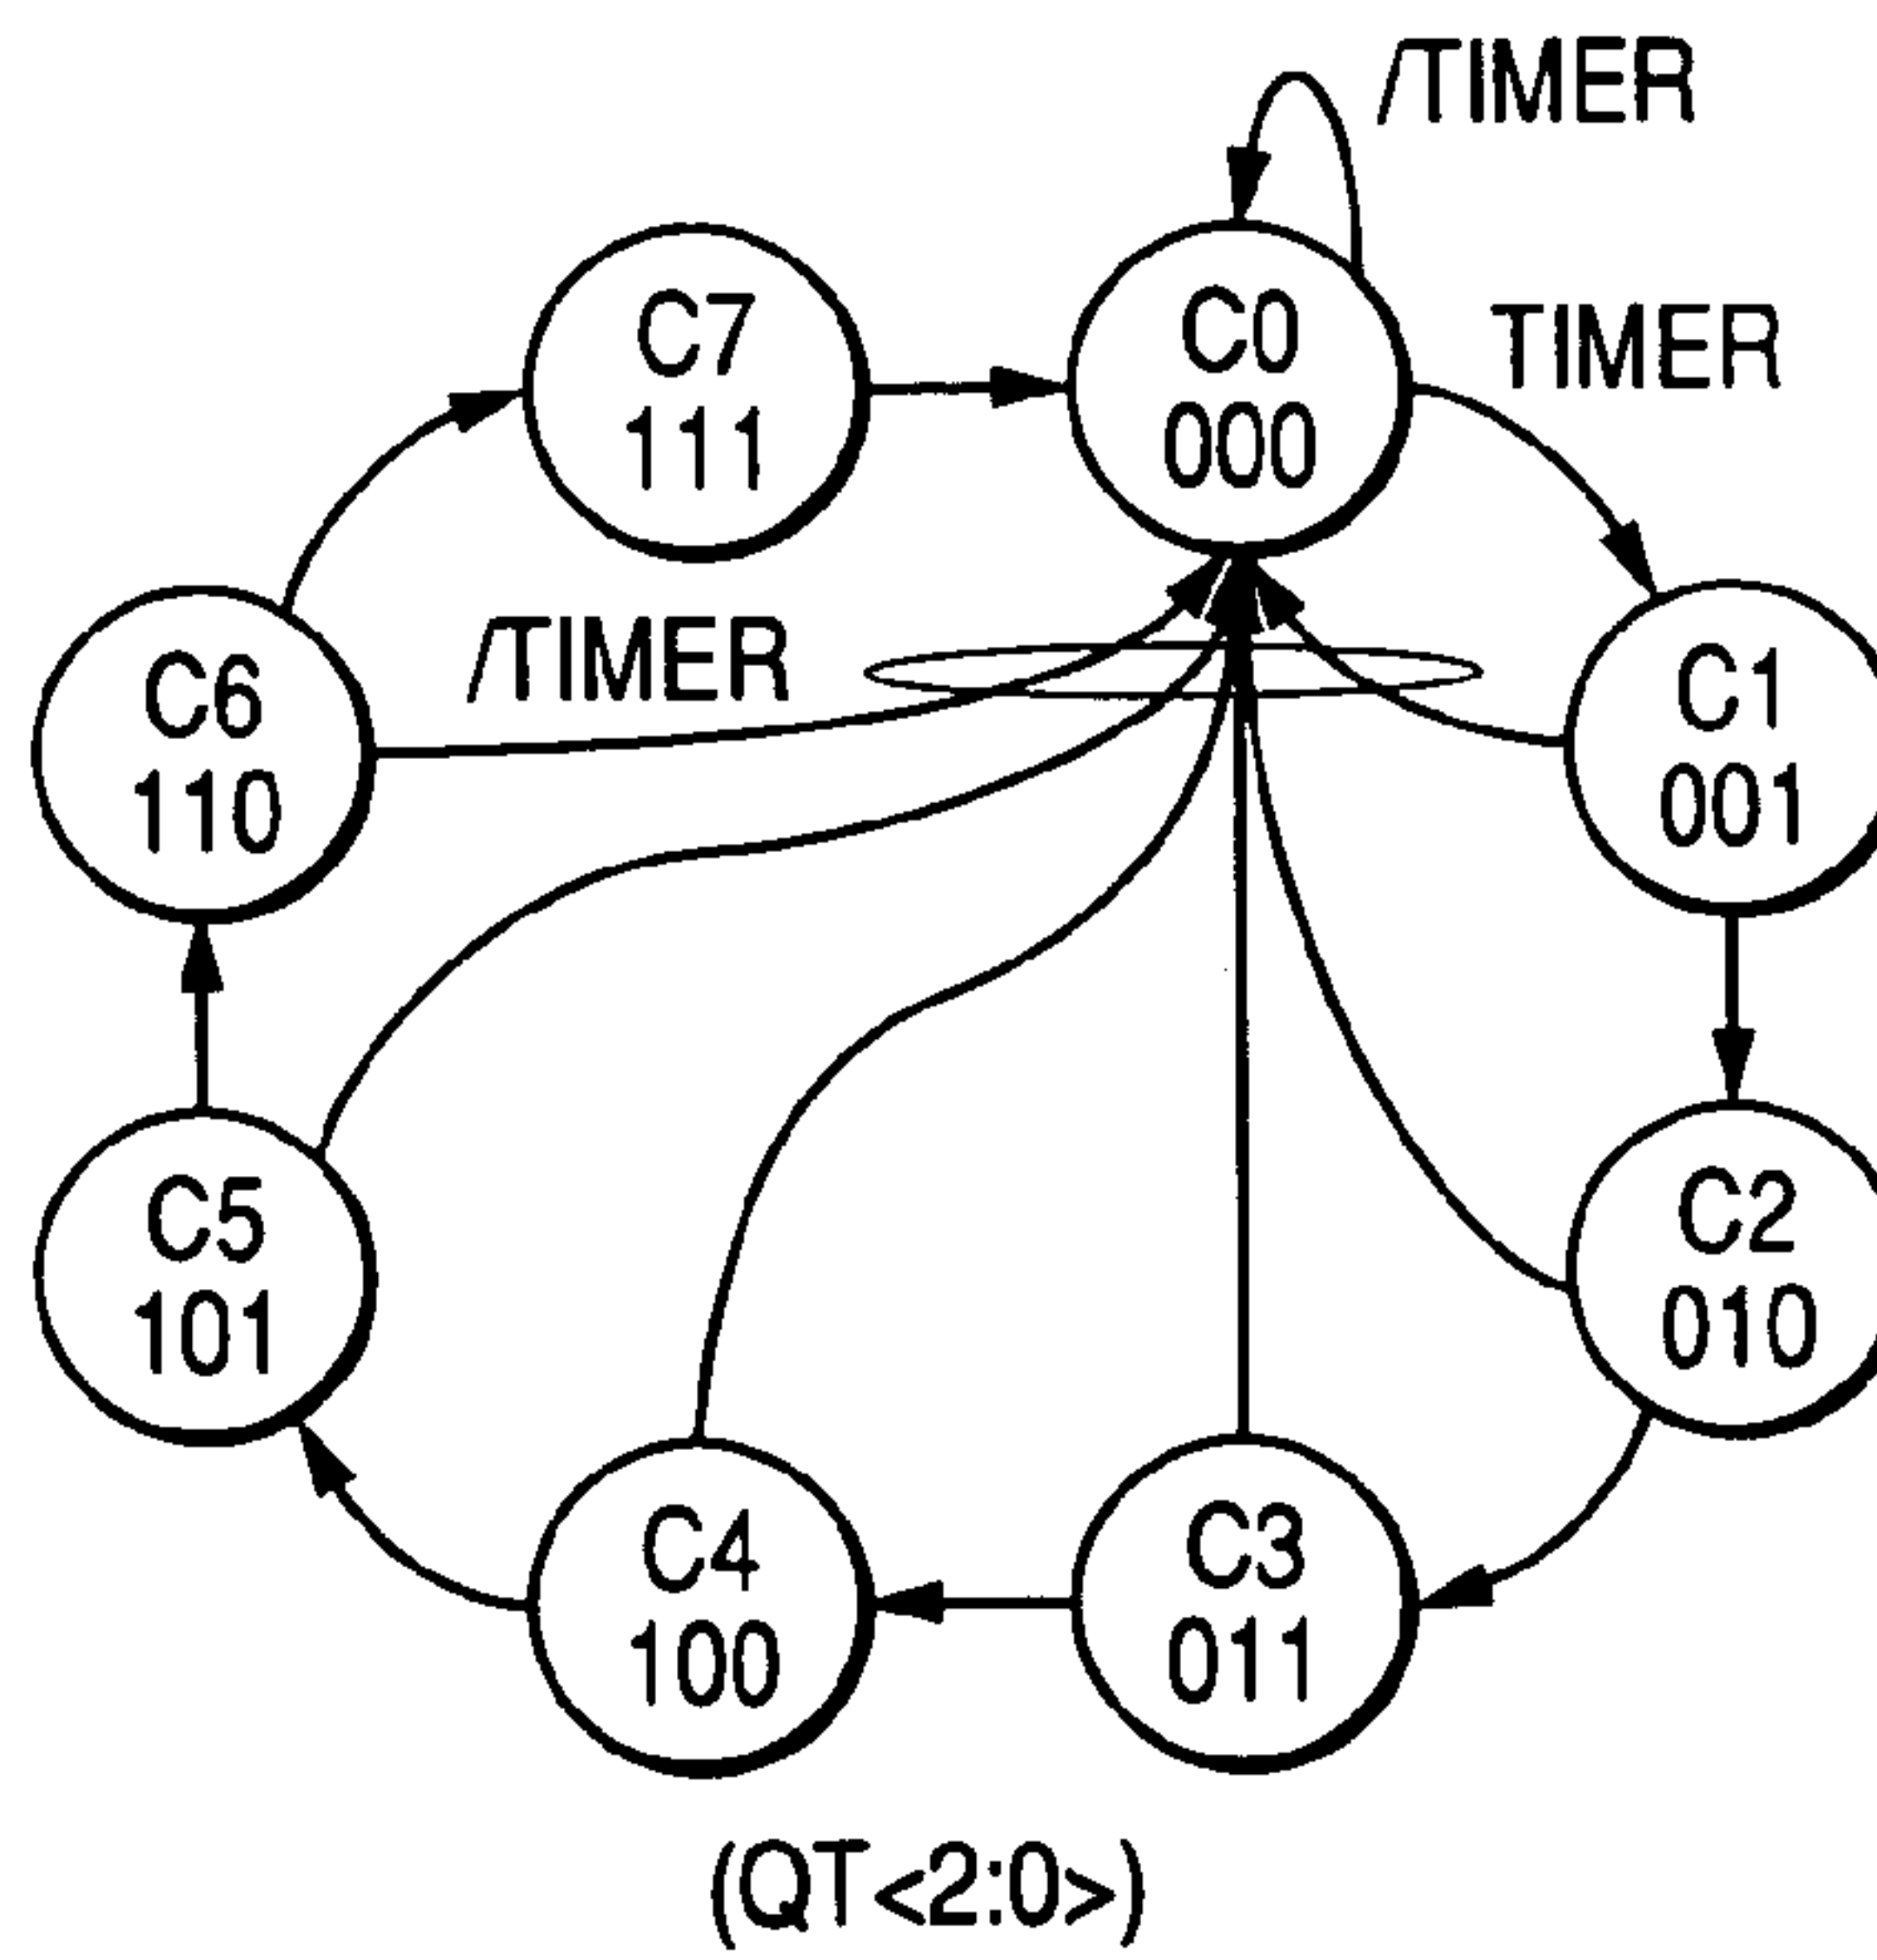 /TIMER
C7
111
C0
000
TIMER
C6
110
/TIMER
C1
001
C5
101
C2
010
C4
100
C3
011
(QT<2:0>)